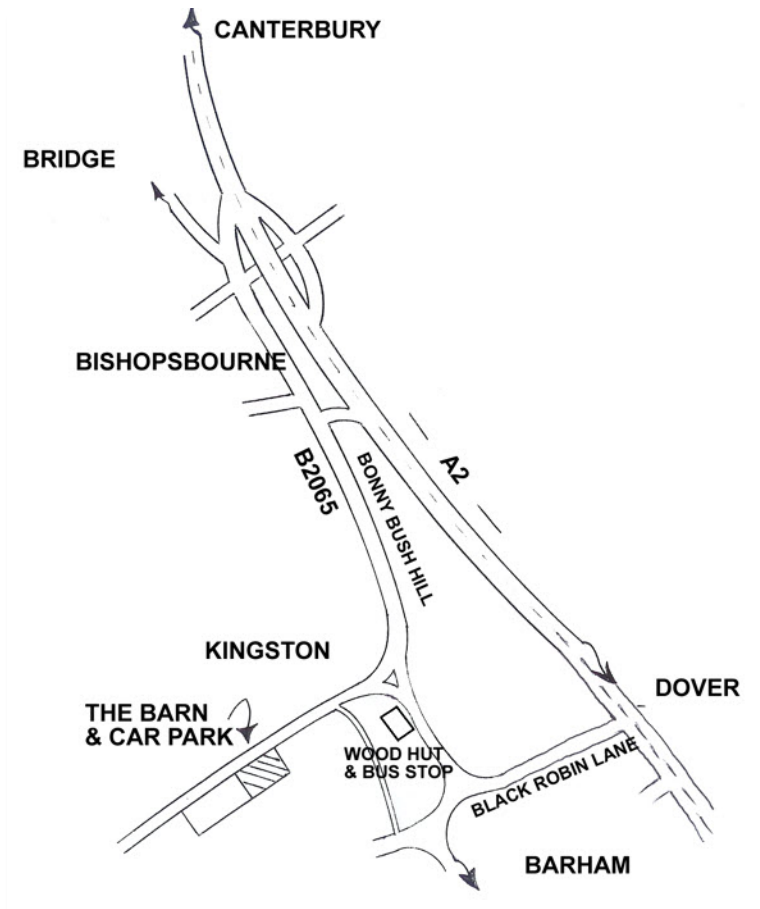 CANTERBURY
BRIDGE
BISHOPSBOURNE
B2065
BONNY BUSH HILL
A2
KINGSTON
DOVER
THE BARN
& CAR PARK
WOOD HUT
& BUS STOP
BLACK ROBIN LANE
BARHAM